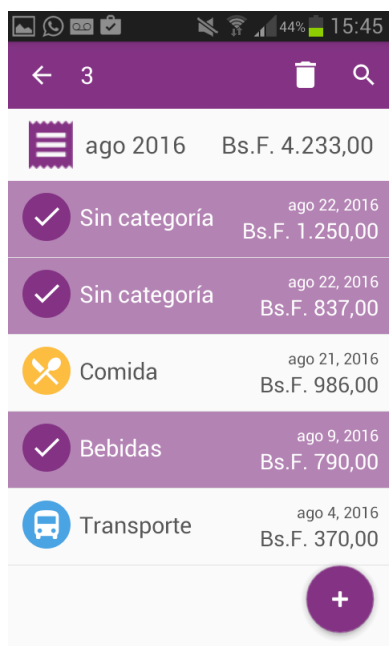 44% 15:45
3
ago 2016 Bs.F. 4.233,00
ago 22, 2016
Sin categoría Bs.F. 1.250,00
ago 22, 2016
Sin categoría Bs.F. 837,00
ago 21, 2016
Comida Bs.F. 986,00
ago 9, 2016
Bebidas Bs.F. 790,00
ago 4, 2016
Transporte Bs.F. 370,00
+